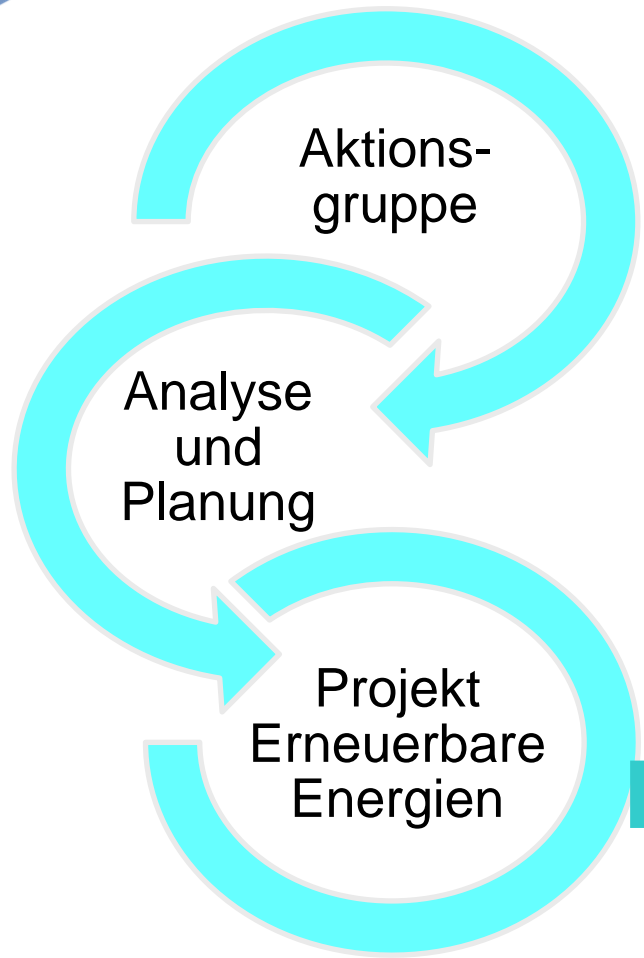 Aktions-
gruppe
Analyse
und
Planung
Projekt
Erneuerbare
Energien